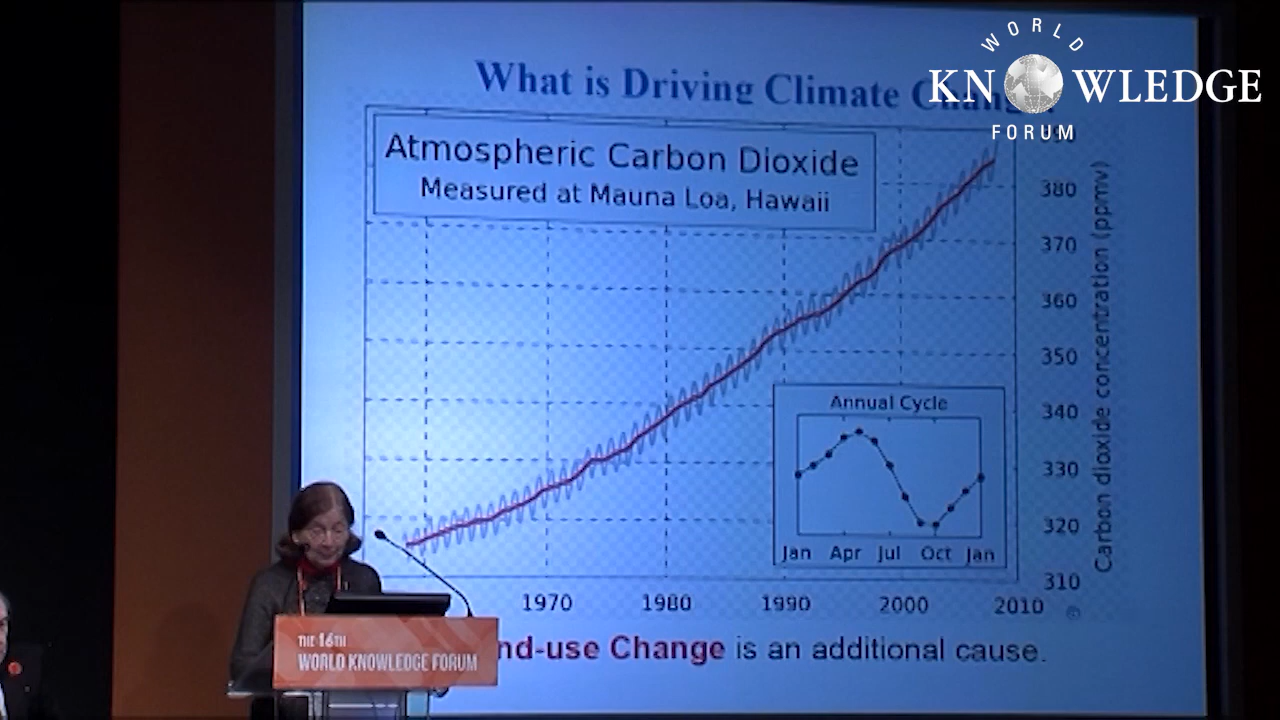 WORLD
KNOWLEDGE
FORUM
What is Driving Climate
Atmospheric Carbon Dioxide
Measured at Mauna Loa, Hawaii
380
370
360
350
340
330
320
310
Carbon dioxide concentration (ppmv)
Annual Cycle
Jan Apr Jul Oct Jan
1970 1980 1990 2000 2010 ©
nd-use Change is an additional cause.
THE 16TH
WORLD KNOWLEDGE FORUM